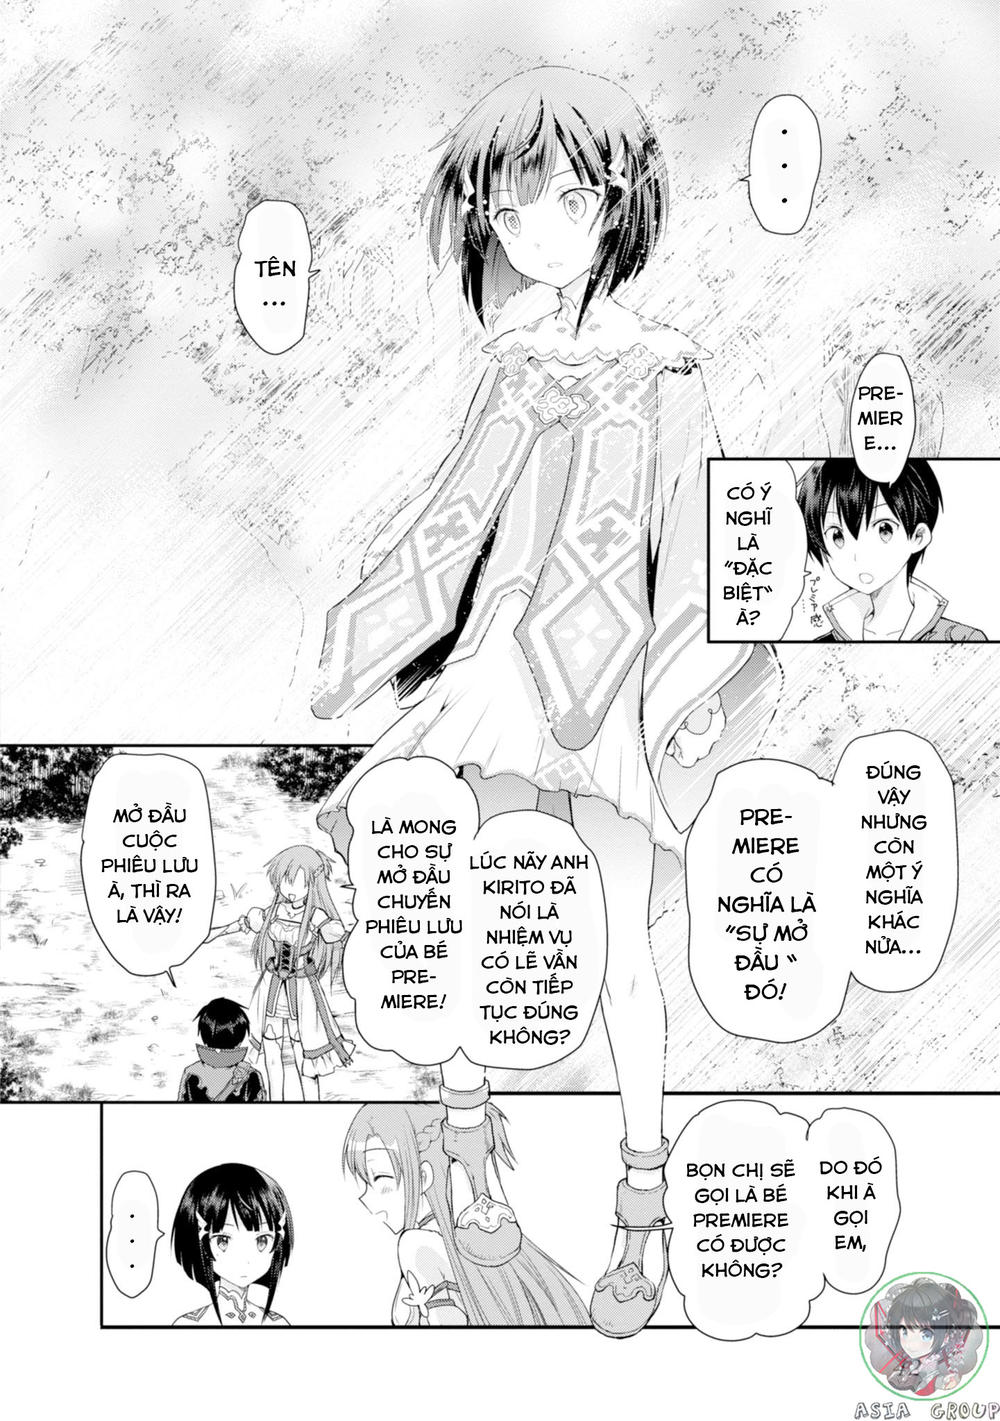 .
.
.
TÊN
...
PRE-
MIER
E...
CÓ Ý
NGHĨ
LÀ
"ĐẶC
BIỆT"
À?
ĐÚNG
VẬY
NHƯNG
CÒN
MỘT Ý
NGHĨA
KHÁC
NỬA...
PRE-
MIERE
CÓ
NGHĨA LÀ
"SỰ MỞ
ĐẦU "
ĐÓ!
LÚC NÃY ANH
KIRITO ĐÃ
NÓI LÀ
NHIỆM VỤ
CÓ LẼ VẪN
CÒN TIẾP
TỤC ĐÚNG
KHÔNG?
LÀ MONG
CHO SỰ
MỞ ĐẦU
CHUYẾN
PHIÊU LƯU
CỦA BÉ
PRE-
MIERE!
MỞ ĐẦU
CUỘC
PHIÊU LƯU
À, THÌ RA
LÀ VẬY!
DO ĐÓ
KHI À
GỌI
EM,
BỌN CHỊ SẼ
GỌI LÀ BÉ
PREMIERE
CÓ ĐƯỢC
KHÔNG?
.
.
.
42
ASIA GROUP